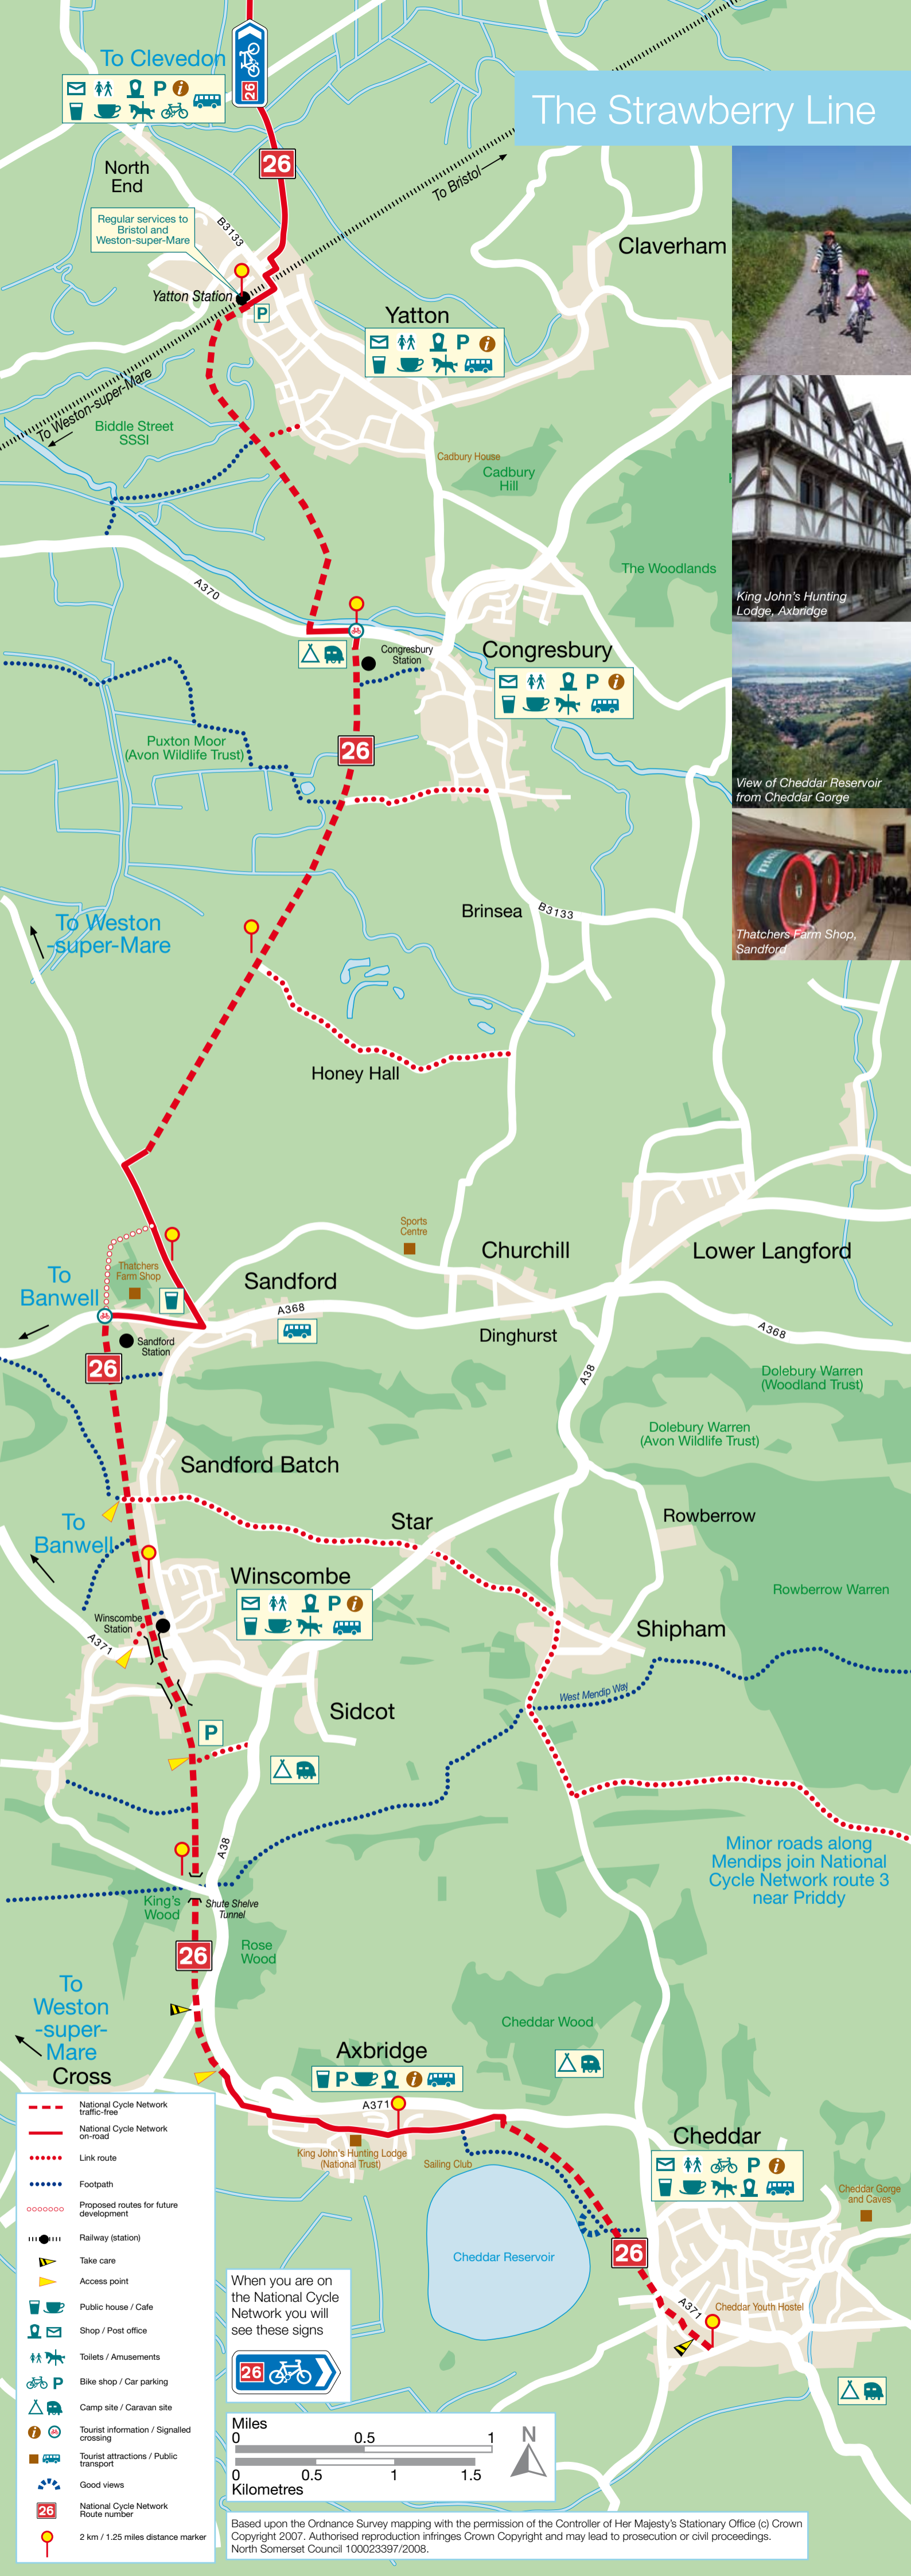 To Clevedon
26
The Strawberry Line
26
North
End
To Bristol
B3133
Regular services to
Bristol and
Weston-super-Mare
Claverham
Yatton Station
P
Yatton
P
i
To Weston-super-Mare
Biddle Street
SSSI
Cadbury House
Cadbury
Hill
The Woodlands
King John's Hunting
Lodge, Axbridge
A370
Congresbury
Station
Congresbury
P
i
Puxton Moor
(Avon Wildlife Trust)
26
View of Cheddar Reservoir
from Cheddar Gorge
Thatchers Farm Shop,
Sandford
To Weston
-super-Mare
Brinsea
B3133
Honey Hall
Sports
Centre
Churchill
Lower Langford
Thatchers
Farm Shop
To
Banwell
Sandford
A368
Dinghurst
A368
Sandford
Station
26
A38
Dolebury Warren
(Woodland Trust)
Dolebury Warren
(Avon Wildlife Trust)
Sandford Batch
Star
Rowberrow
To
Banwell
Winscombe
P
i
Rowberrow Warren
Winscombe
Station
A371
Shipham
West Mendip Way
Sidcot
P
A38
Minor roads along
Mendips join National
Cycle Network route 3
near Priddy
King's
Wood
Shute Shelve
Tunnel
26
Rose
Wood
To
Weston
-super-
Mare
Cross
Cheddar Wood
Axbridge
P
i
A371
King John's Hunting Lodge
(National Trust)
Sailing Club
Cheddar
P
i
Cheddar Gorge
and Caves
Cheddar Reservoir
26
A371
Cheddar Youth Hostel
National Cycle Network
traffic-free
National Cycle Network
on-road
Link route
Footpath
Proposed routes for future
development
Railway (station)
Take care
Access point
Public house / Cafe
Shop / Post office
Toilets / Amusements
P
Bike shop / Car parking
Camp site / Caravan site
i
Tourist information / Signalled
crossing
Tourist attractions / Public
transport
Good views
26
National Cycle Network
Route number
2 km / 1.25 miles distance marker
When you are on
the National Cycle
Network you will
see these signs
26
Miles
0 0.5 1
0 0.5 1 1.5
Kilometres
N
Based upon the Ordnance Survey mapping with the permission of the Controller of Her Majesty's Stationary Office (c) Crown
Copyright 2007. Authorised reproduction infringes Crown Copyright and may lead to prosecution or civil proceedings.
North Somerset Council 100023397/2008.